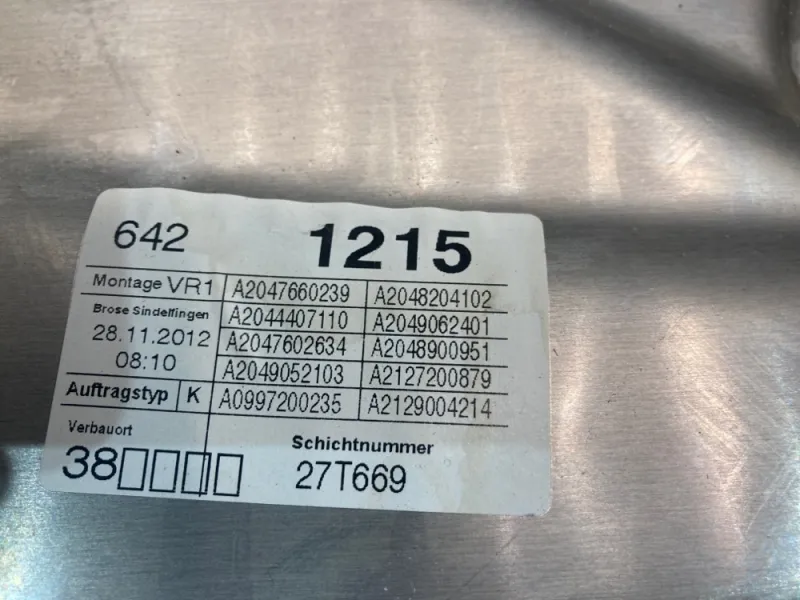 642 1215
Montage VR1 A2047660239 A2048204102
Brose Sindelfingen A2044407110 A2049062401
28.11.2012 A2047602634 A2048900951
08:10 A2049052103 A2127200879
Auftragstyp K A0997200235 A2129004214
Verbauort Schichtnummer
38□□□□ 27T669